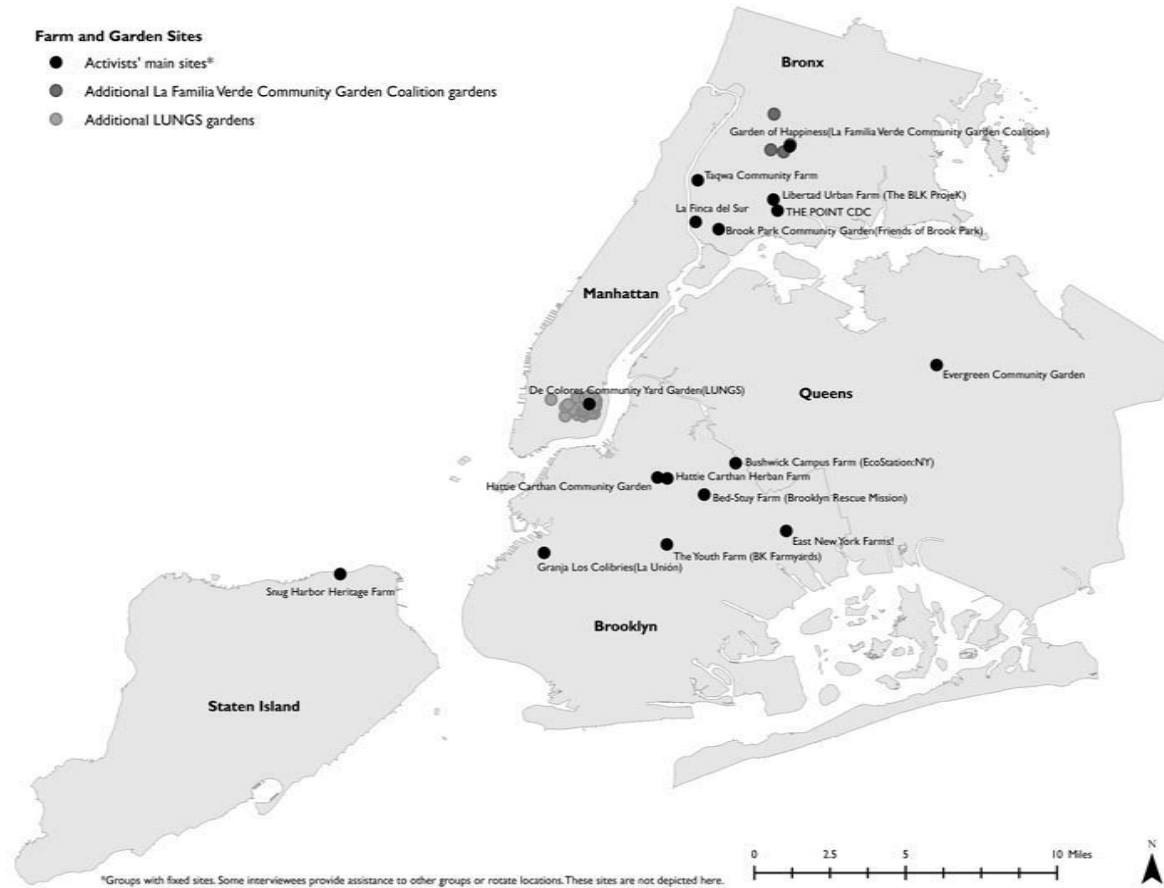 Farm and Garden Sites
Activists' main sites*
Additional La Familia Verde Community Garden Coalition gardens
Additional LUNGS gardens
Bronx
Garden of Happiness(La Familia Verde Community Garden Coalition)
Taqwa Community Farm
Libertad Urban Farm (The BLK ProjeK)
La Finca del Sur
THE POINT CDC
Brook Park Community Garden(Friends of Brook Park)
Manhattan
De Colores Community Yard Garden(LUNGS)
Evergreen Community Garden
Queens
Bushwick Campus Farm (EcoStation:NY)
Hattie Carthan Herban Farm
Hattie Carthan Community Garden
Bed-Stuy Farm (Brooklyn Rescue Mission)
East New York Farms!
The Youth Farm (BK Farmyards)
Granja Los Colibries(La Unión)
Snug Harbor Heritage Farm
Brooklyn
Staten Island
0 2.5 5 10 Miles
N
*Groups with fixed sites. Some interviewees provide assistance to other groups or rotate locations. These sites are not depicted here.